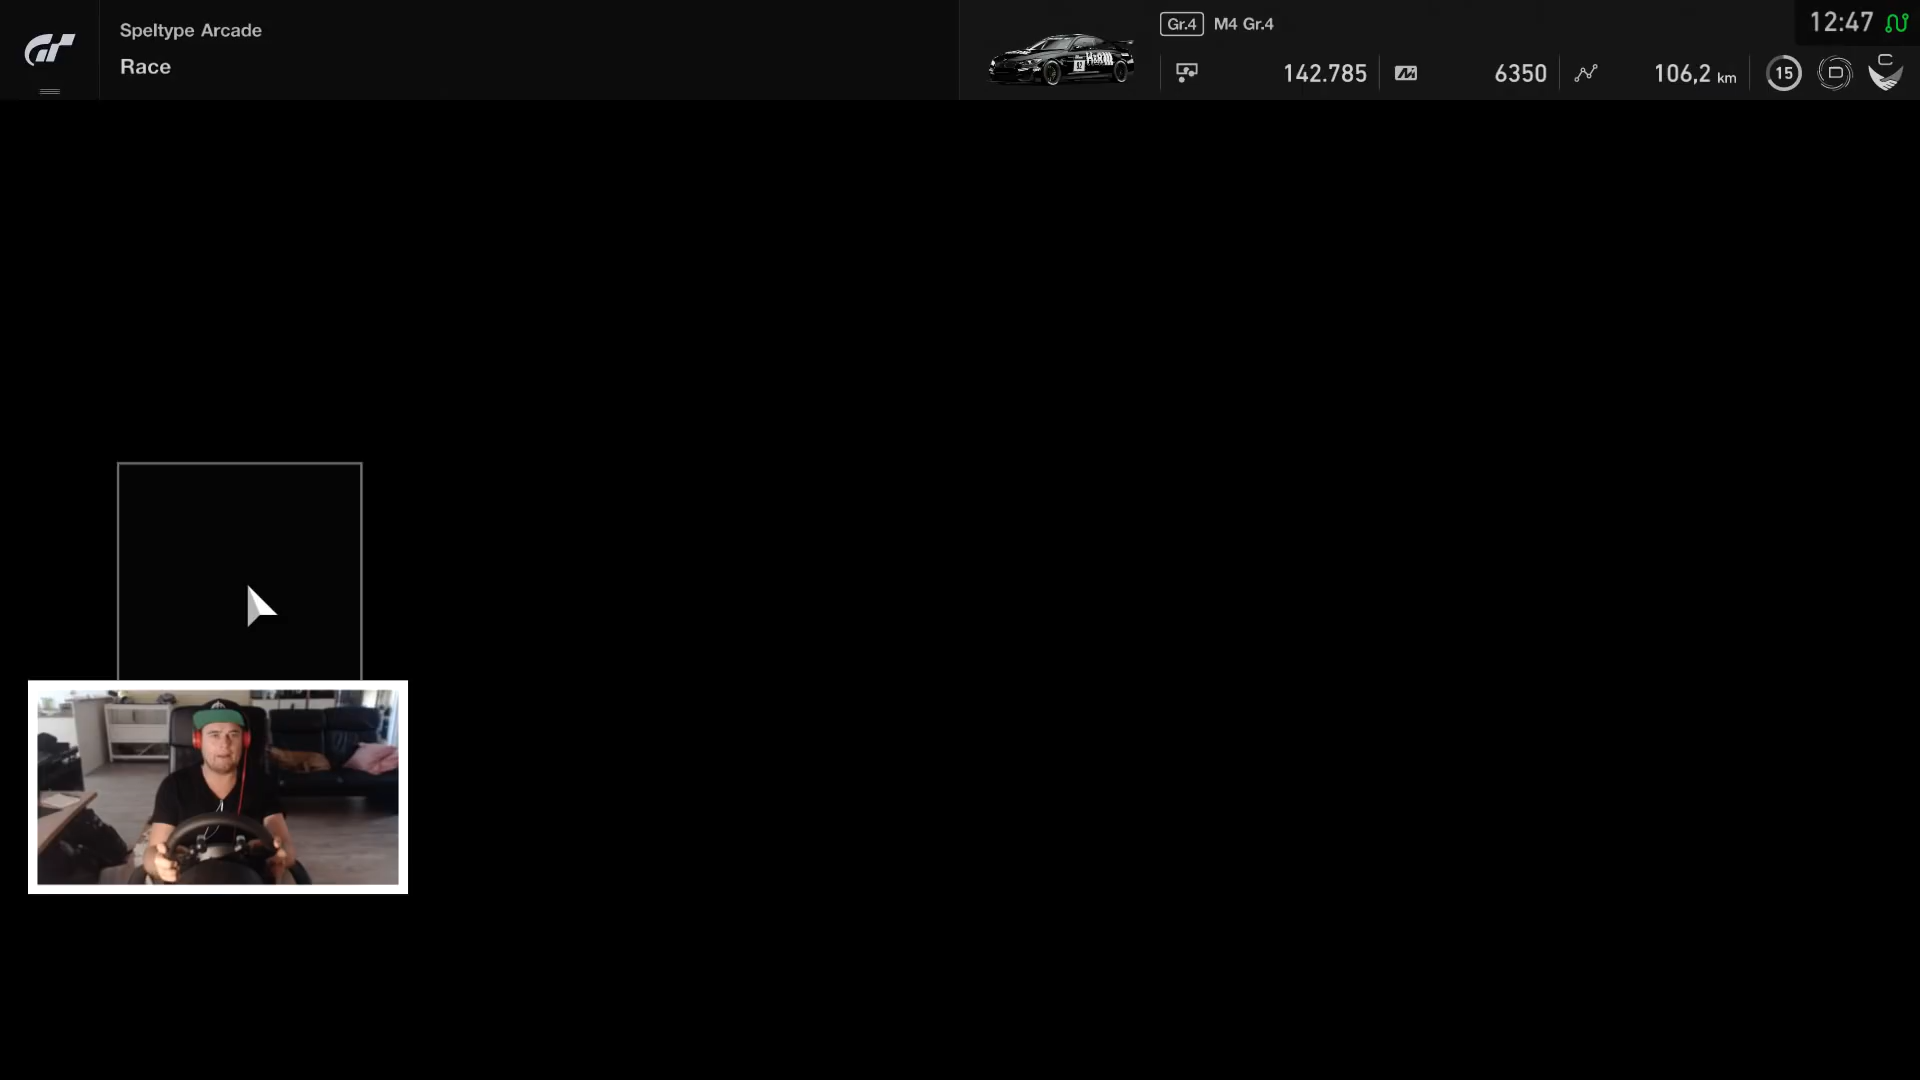 Speltype Arcade
Race
Gr.4 M4 Gr.4
142.785
6350
106,2 km
15
D
C
12:47